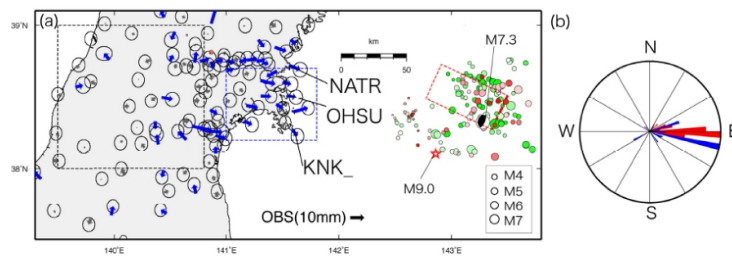 (a)
39°N
38°N
140°E
141°E
142°E
143°E
km
0
50
NATR
OHSU
KNK_
M7.3
M9.0
OBS(10mm)
M4
M5
M6
M7
(b)
N
W
E
S